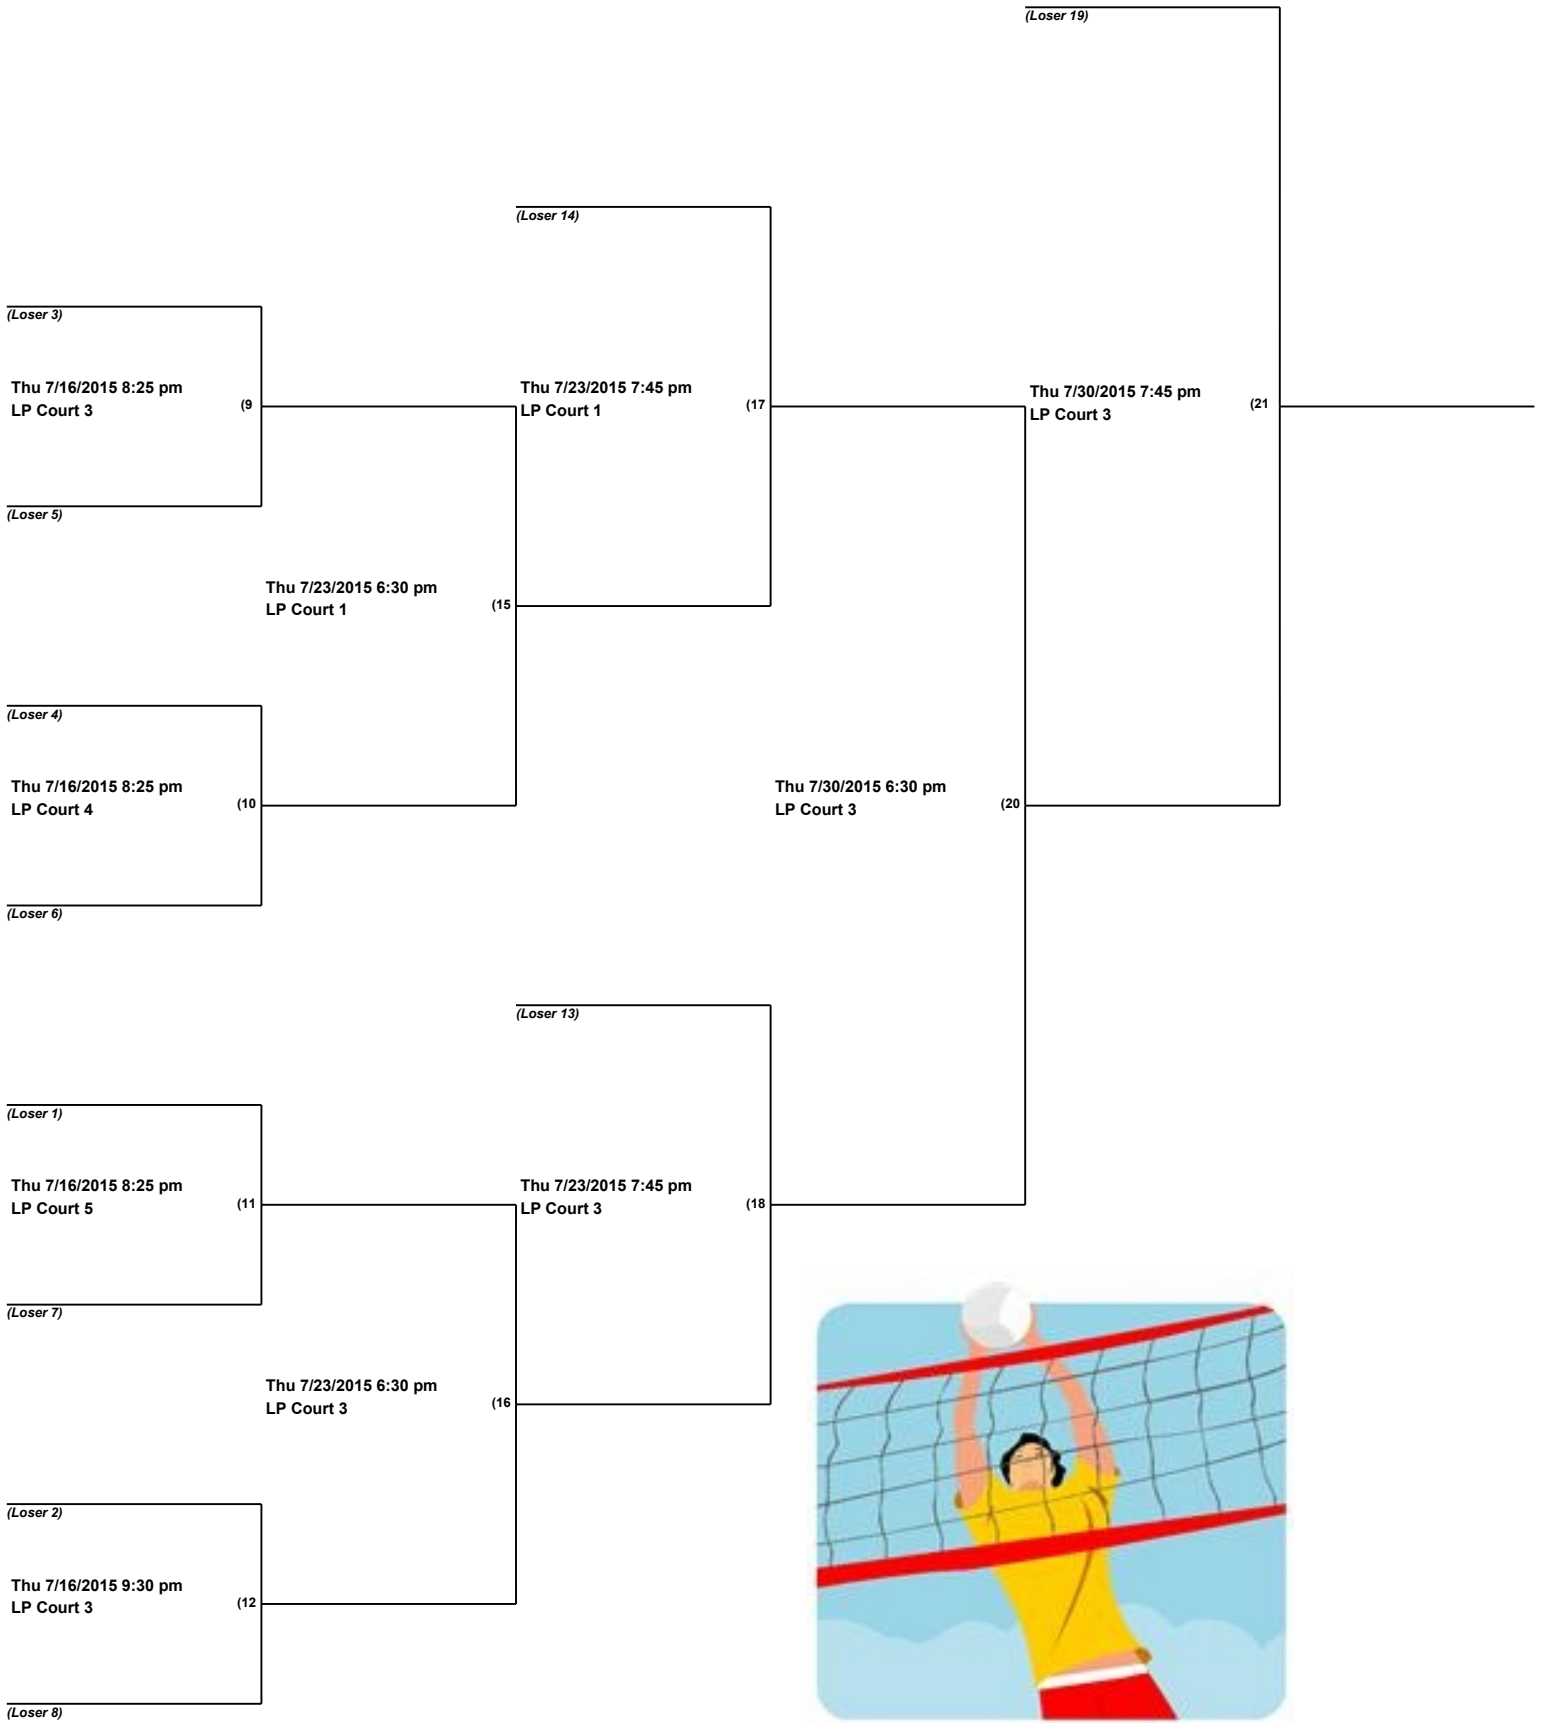 (Loser 19)
(Loser 14)
(Loser 3)
Thu 7/16/2015 8:25 pm
LP Court 3
(9
Thu 7/23/2015 7:45 pm
LP Court 1
(17
Thu 7/30/2015 7:45 pm
LP Court 3
(21
(Loser 5)
Thu 7/23/2015 6:30 pm
LP Court 1
(15
(Loser 4)
Thu 7/16/2015 8:25 pm
LP Court 4
(10
Thu 7/30/2015 6:30 pm
LP Court 3
(20
(Loser 6)
(Loser 13)
(Loser 1)
Thu 7/16/2015 8:25 pm
LP Court 5
(11
Thu 7/23/2015 7:45 pm
LP Court 3
(18
(Loser 7)
Thu 7/23/2015 6:30 pm
LP Court 3
(16
(Loser 2)
Thu 7/16/2015 9:30 pm
LP Court 3
(12
(Loser 8)